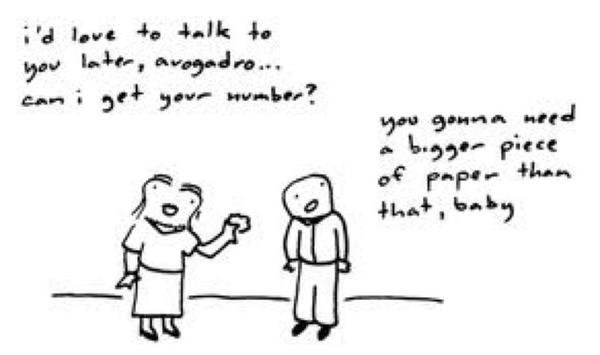 i'd love to talk to
you later, avogadro...
can i get your number?
you gonna need
a bigger piece
of paper than
that, baby